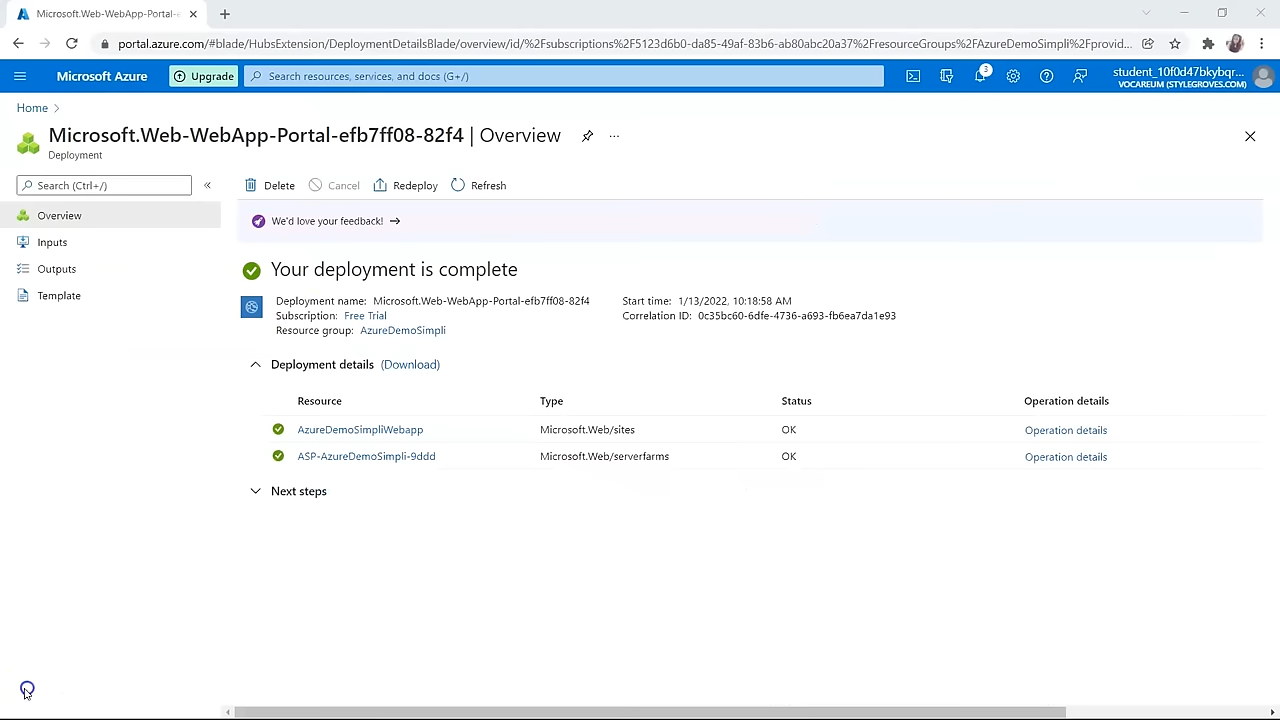 Microsoft.Web-WebApp-Portal-e
portal.azure.com/#blade/HubsExtension/DeploymentDetailsBlade/overview/id/%2Fsubscriptions%2F5123d6b0-da85-49af-83b6-ab80abc20a37%2FresourceGroups%2FAzureDemoSimpli%2Fprovid...
Microsoft Azure
Upgrade
Search resources, services, and docs (G+/)
3
student_10f0d47bkybqr...
VOCAREUM (STYLEGROVES.COM)
Home
Microsoft.Web-WebApp-Portal-efb7ff08-82f4 | Overview
Deployment
Search (Ctrl+/)
Delete
Cancel
Redeploy
Refresh
Overview
Inputs
Outputs
Template
We'd love your feedback!
Your deployment is complete
Deployment name: Microsoft.Web-WebApp-Portal-efb7ff08-82f4
Subscription: Free Trial
Resource group: AzureDemoSimpli
Start time: 1/13/2022, 10:18:58 AM
Correlation ID: 0c35bc60-6dfe-4736-a693-fb6ea7da1e93
Deployment details (Download)
Resource Type Status Operation details
AzureDemoSimpliWebapp Microsoft.Web/sites OK Operation details
ASP-AzureDemoSimpli-9ddd Microsoft.Web/serverfarms OK Operation details
Next steps